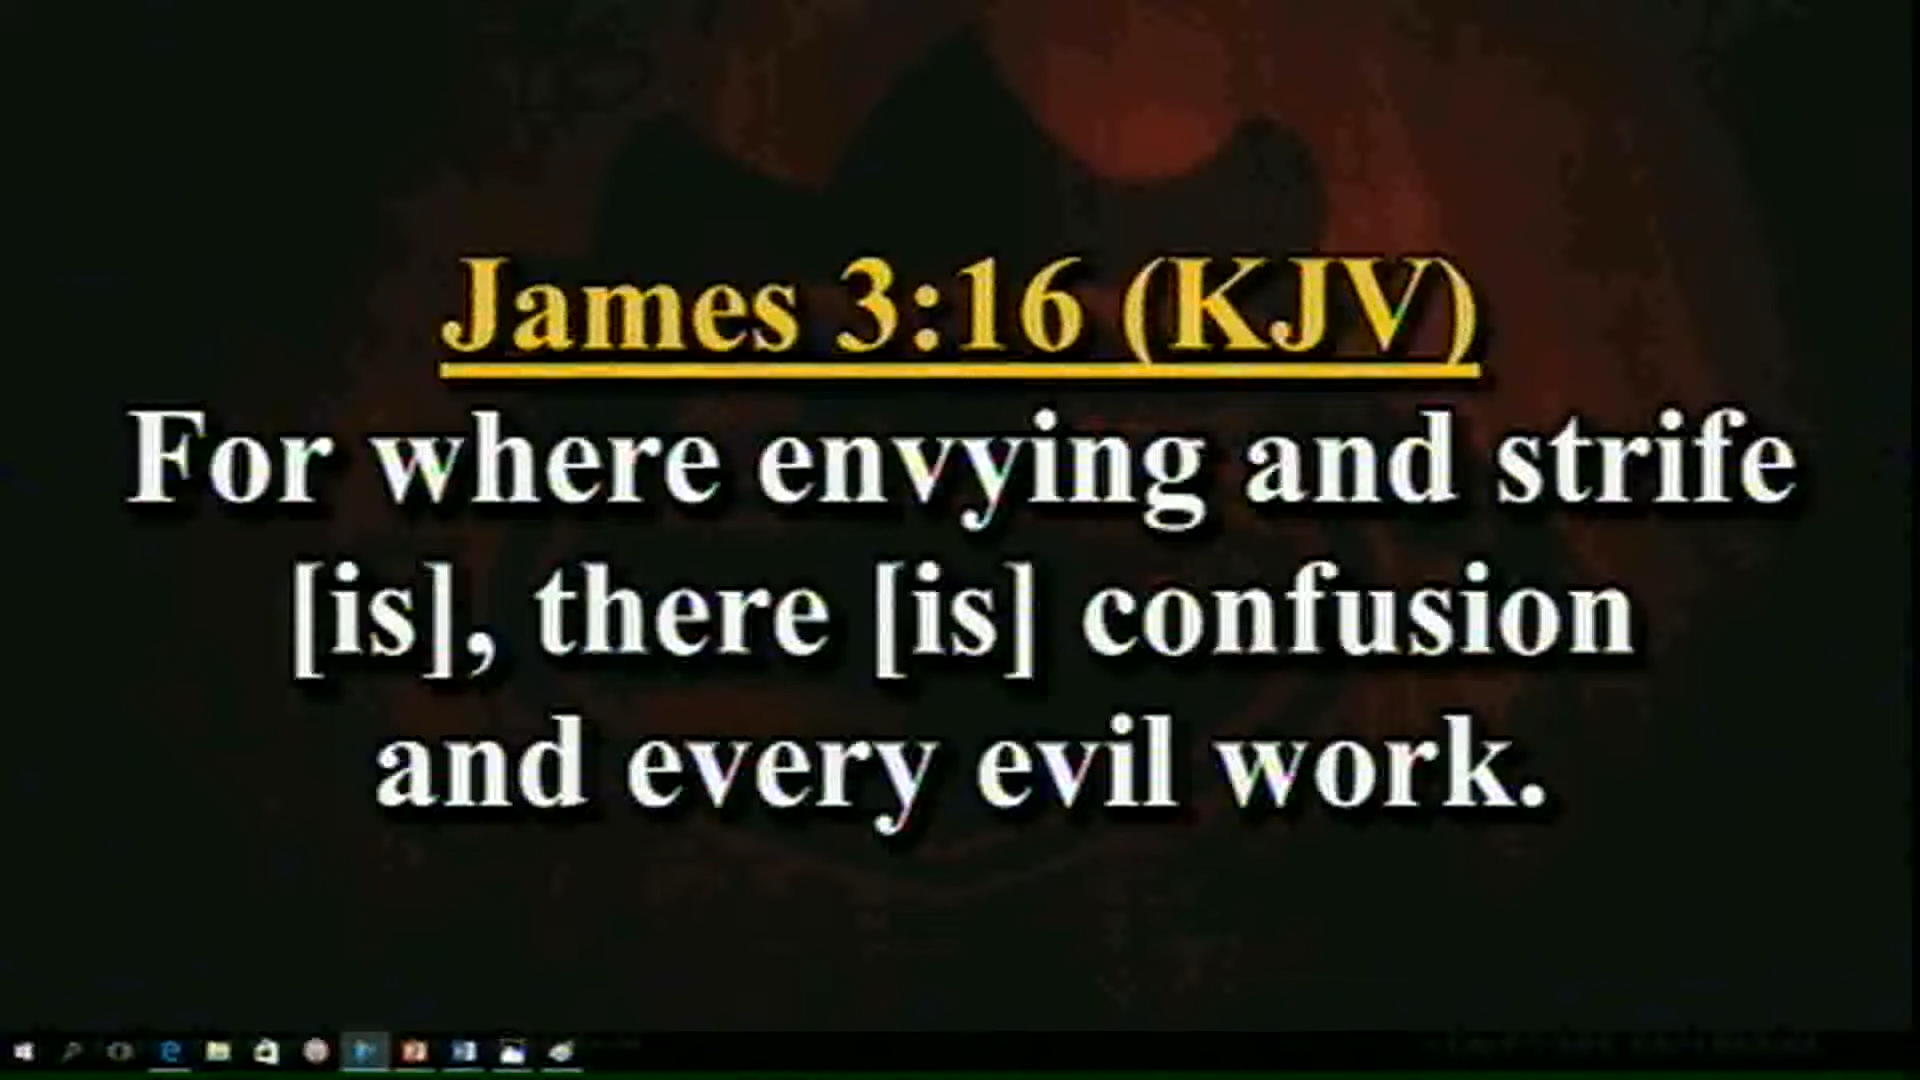 James 3:16 (KJV)
For where envying and strife
[is], there [is] confusion
and every evil work.